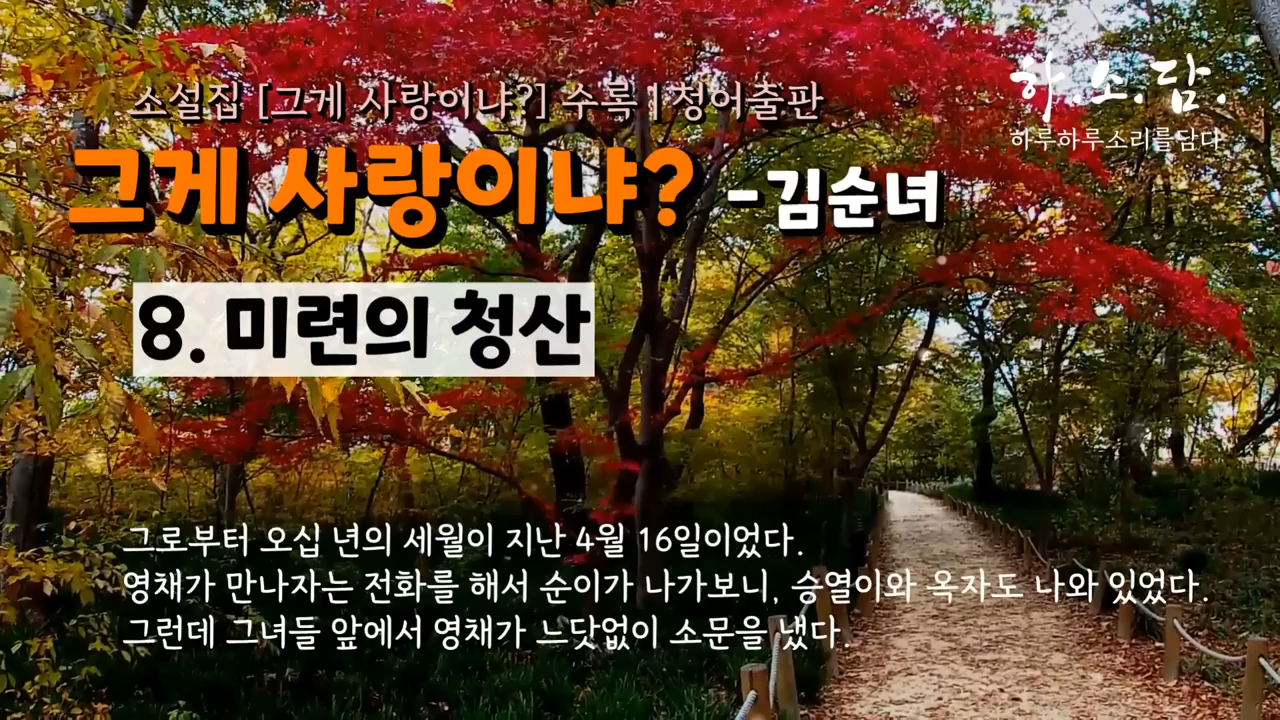 소설집 [그게 사랑이냐?] 수록 | 청어출판
하.소.담.
하루하루소리를담다
그게 사랑이냐? -김순녀
8. 미련의 청산
그로부터 오십 년의 세월이 지난 4월 16일이었다.
영채가 만나자는 전화를 해서 순이가 나가보니, 승열이와 옥자도 나와 있었다.
그런데 그녀들 앞에서 영채가 느닷없이 소문을 냈다.